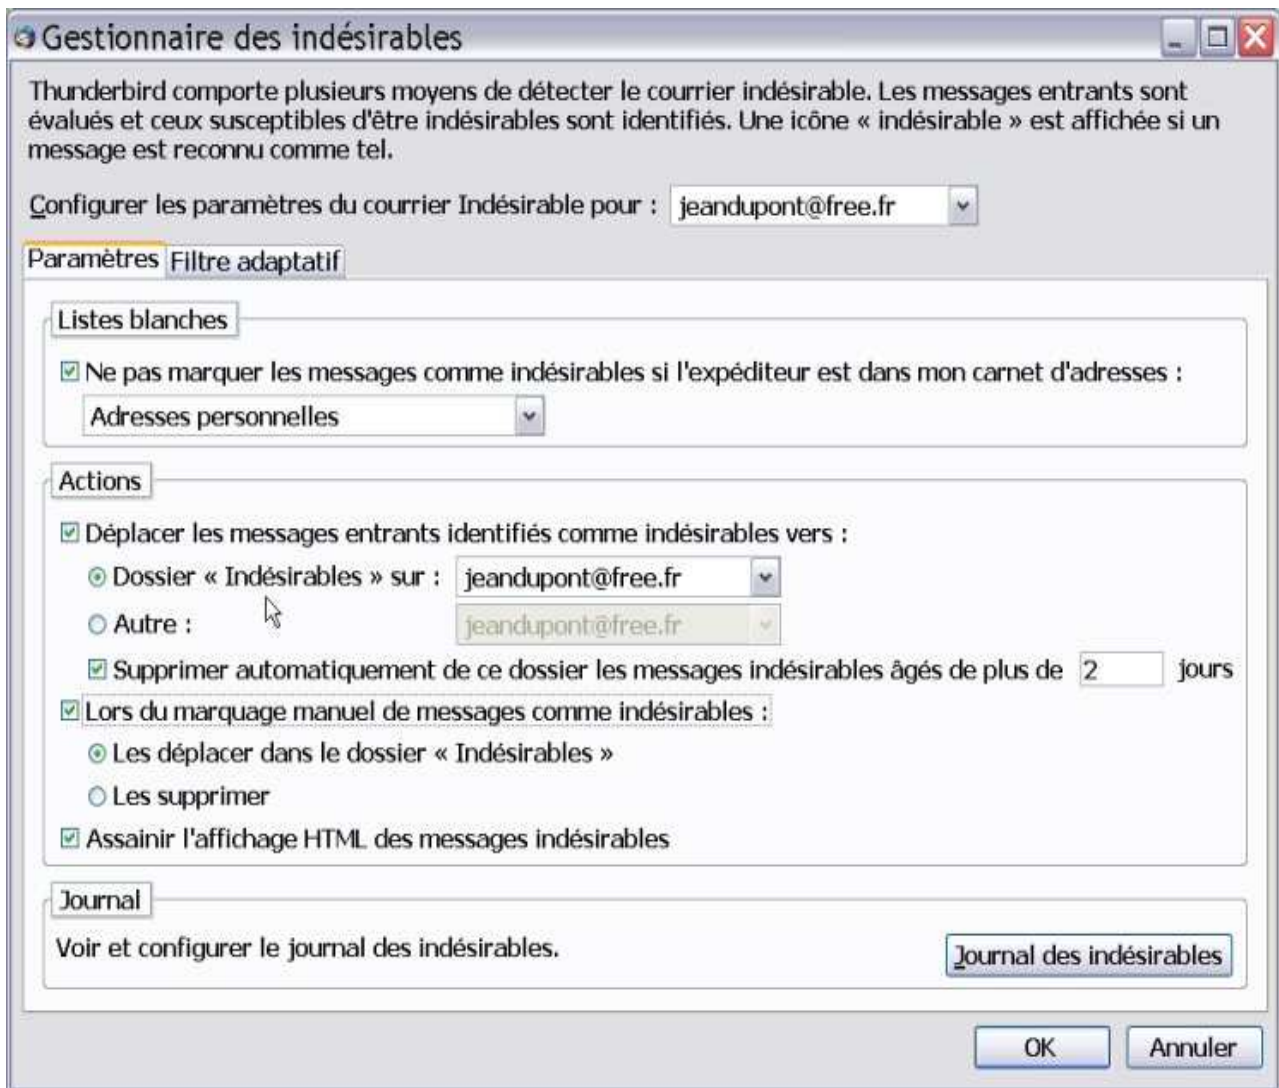 Gestionnaire des indésirables
Thunderbird comporte plusieurs moyens de détecter le courrier indésirable. Les messages entrants sont
évalués et ceux susceptibles d'être indésirables sont identifiés. Une icône « indésirable » est affichée si un
message est reconnu comme tel.
Configurer les paramètres du courrier Indésirable pour : jeandupont@free.fr
Paramètres Filtre adaptatif
Listes blanches
Ne pas marquer les messages comme indésirables si l'expéditeur est dans mon carnet d'adresses :
Adresses personnelles
Actions
Déplacer les messages entrants identifiés comme indésirables vers :
Dossier « Indésirables » sur : jeandupont@free.fr
Autre : jeandupont@free.fr
Supprimer automatiquement de ce dossier les messages indésirables âgés de plus de 2 jours
Lors du marquage manuel de messages comme indésirables :
Les déplacer dans le dossier « Indésirables »
Les supprimer
Assainir l'affichage HTML des messages indésirables
Journal
Voir et configurer le journal des indésirables.
Journal des indésirables
OK Annuler